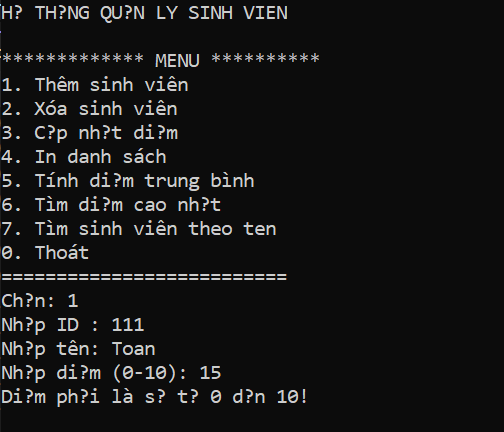 H? TH?NG QU?N LY SINH VIEN
************* MENU **********
1. Thêm sinh viên
2. Xóa sinh viên
3. C?p nh?t di?m
4. In danh sách
5. Tính di?m trung bình
6. Tìm di?m cao nh?t
7. Tìm sinh viên theo ten
0. Thoát
==========================
Ch?n: 1
Nh?p ID : 111
Nh?p tên: Toan
Nh?p di?m (0-10): 15
Di?m ph?i là s? t? 0 d?n 10!